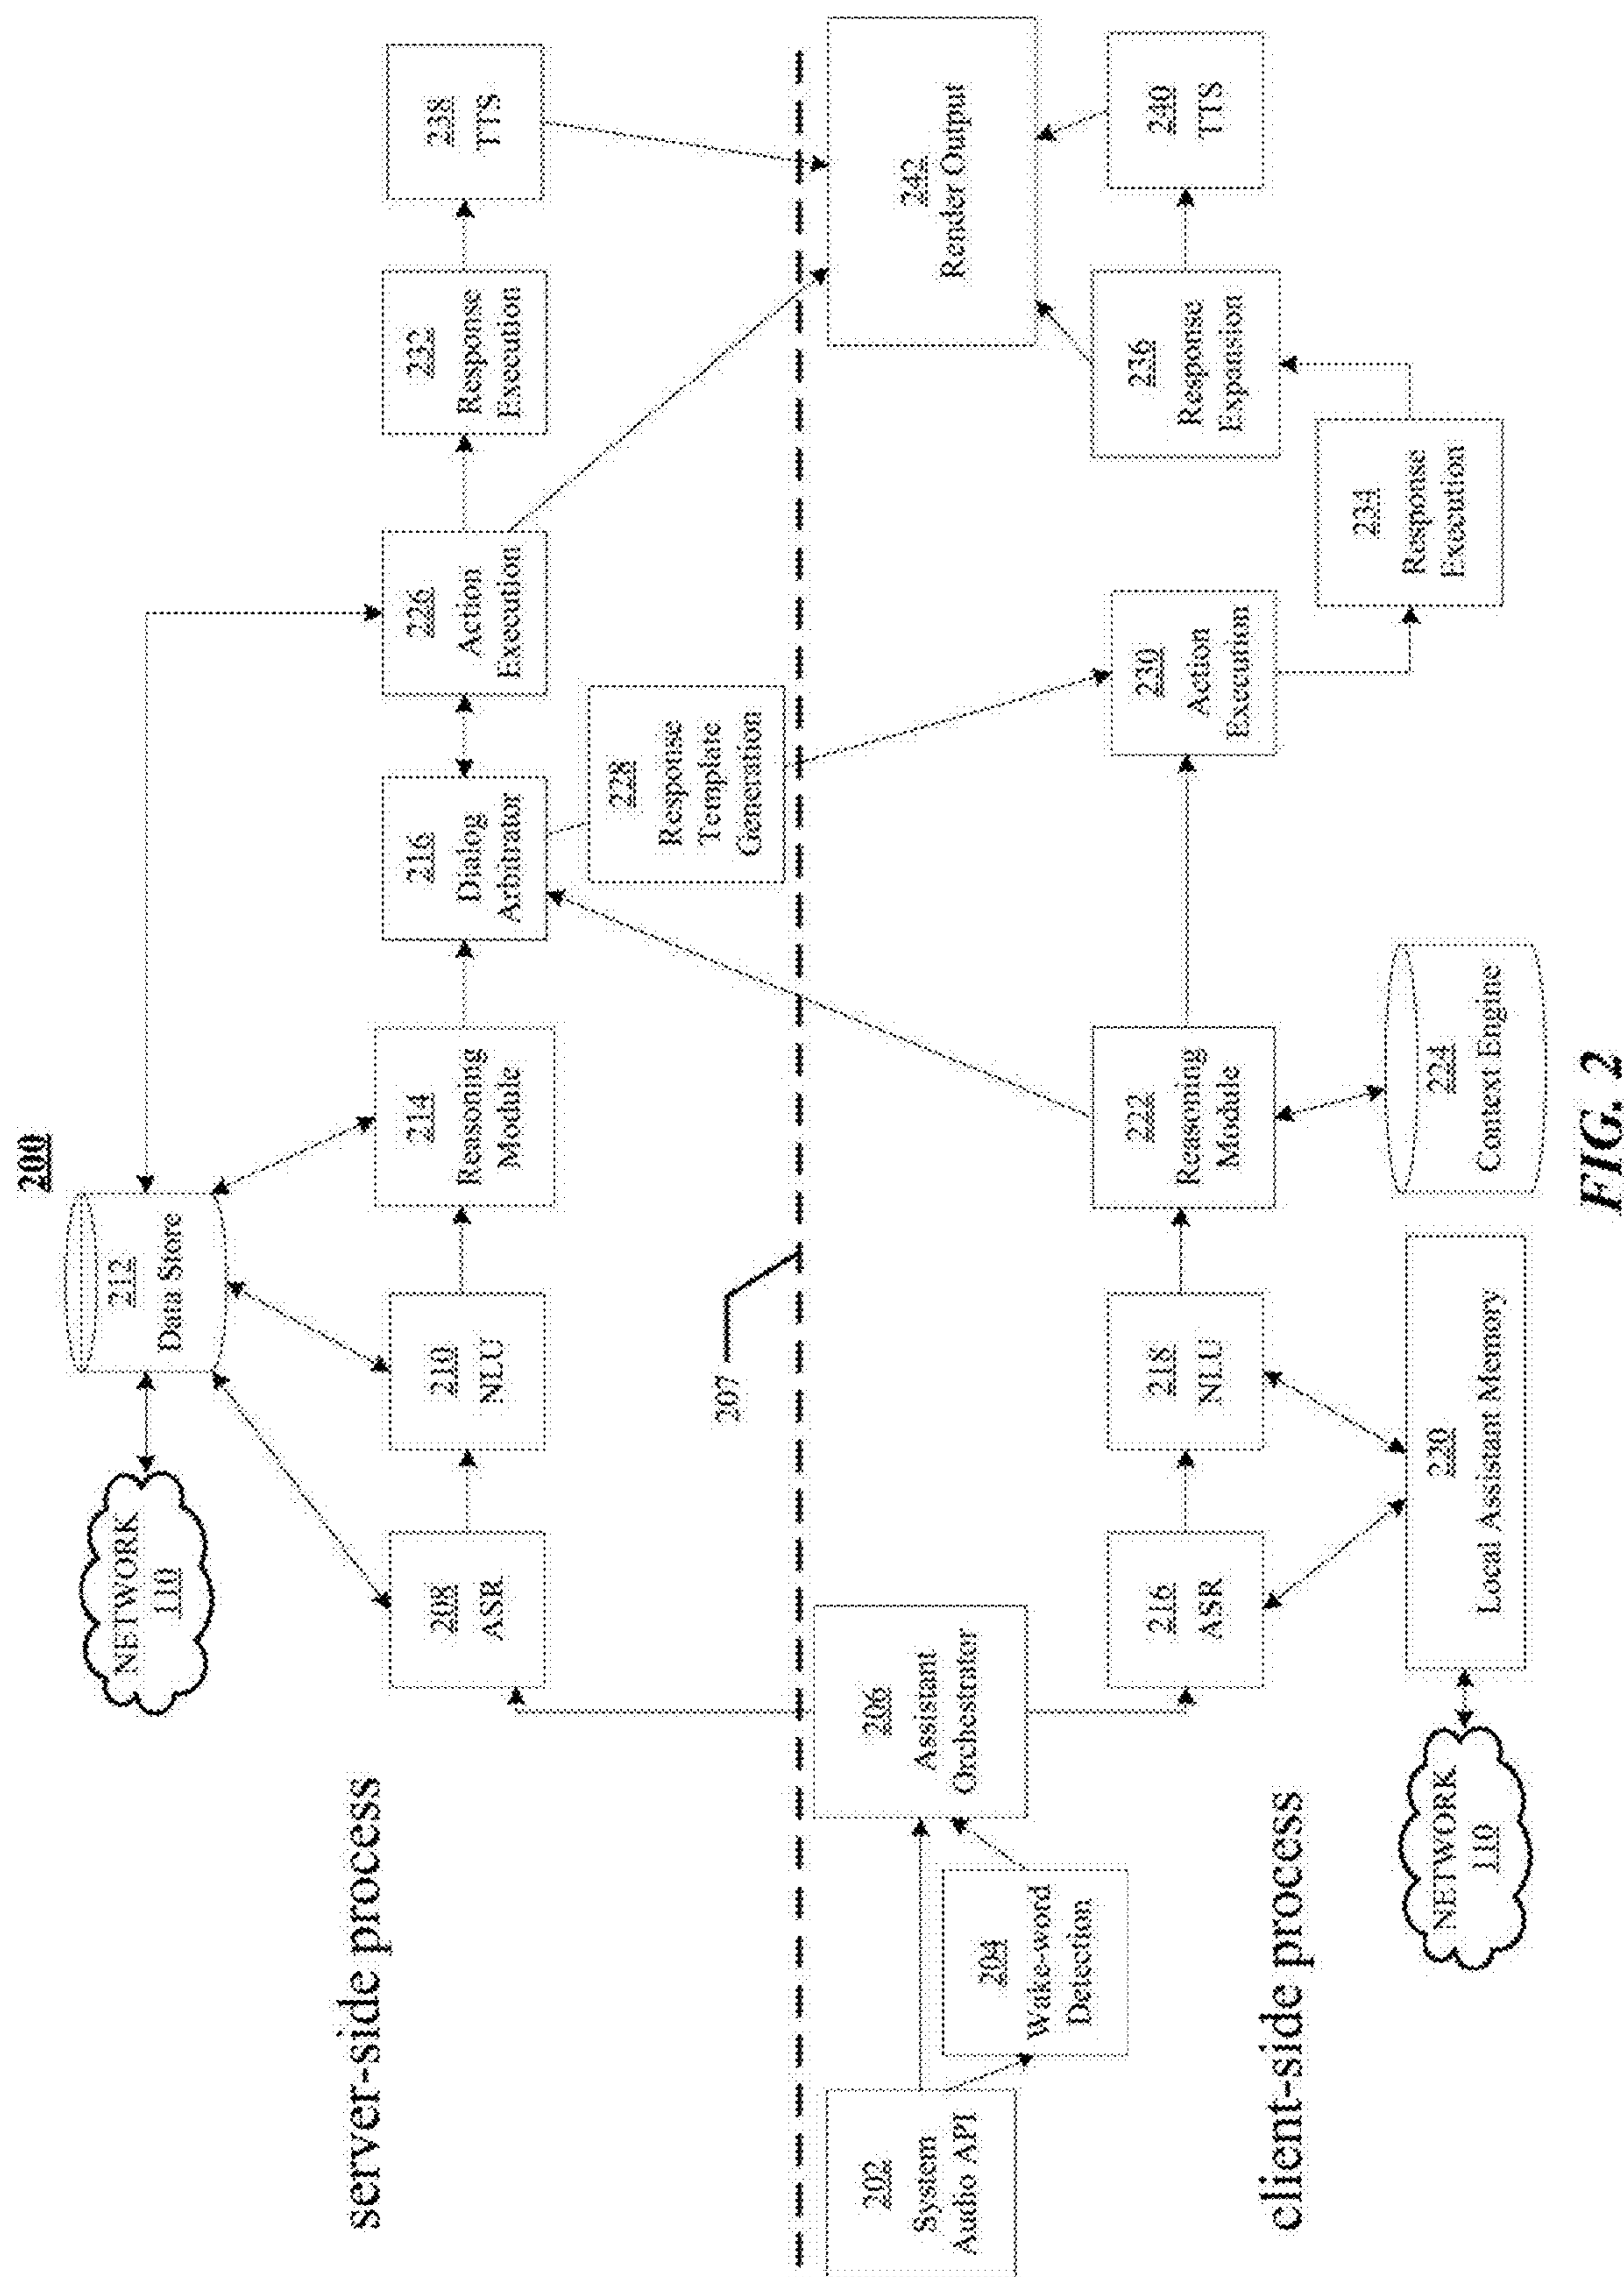 200
NETWORK
110
212
Data Store
server-side process
208
ASR
210
NLU
214
Reasoning
Module
216
Dialog
Arbitrator
226
Action
Execution
232
Response
Execution
238
TTS
228
Response
Template
Generation
207
202
System
Audio API
204
Wake-word
Detection
206
Assistant
Orchestrator
242
Render Output
client-side process
216
ASR
218
NLU
222
Reasoning
Module
230
Action
Execution
236
Response
Expansion
240
TTS
234
Response
Execution
NETWORK
110
220
Local Assistant Memory
224
Context Engine
FIG. 2